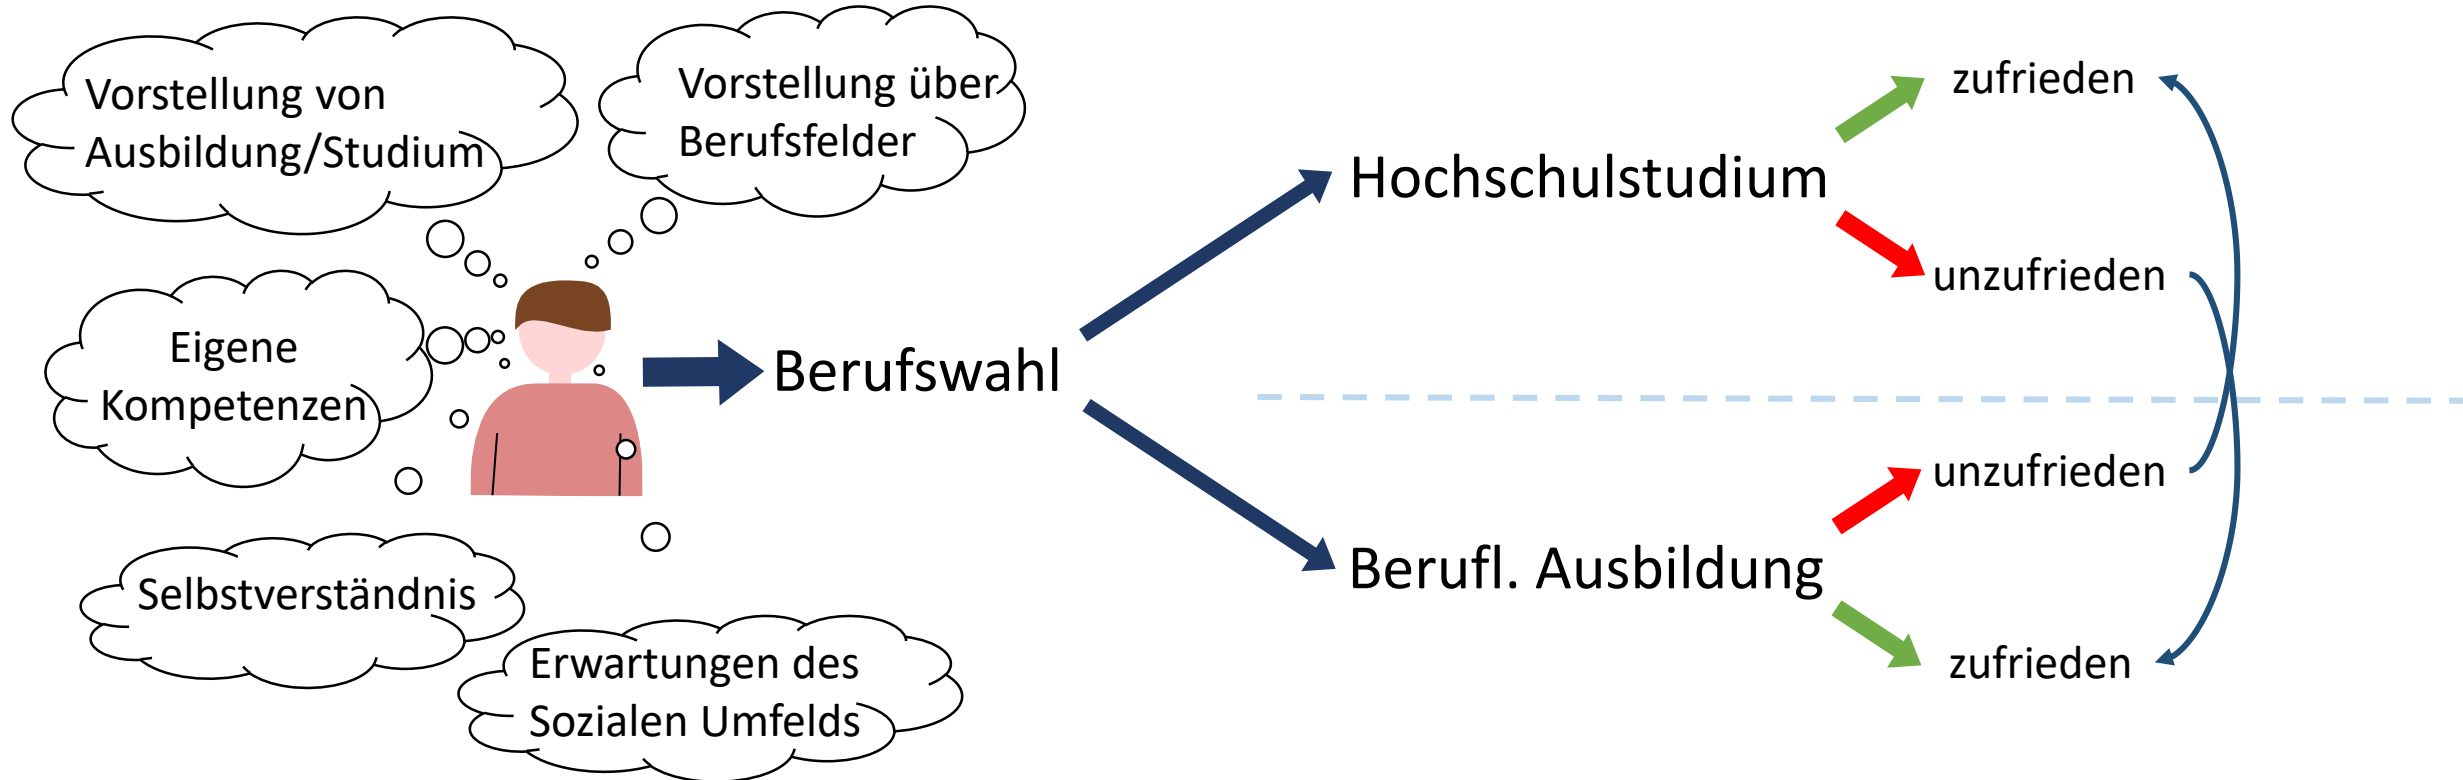 Vorstellung von
Ausbildung/Studium
Vorstellung über
Berufsfelder
Eigene
Kompetenzen
Selbstverständnis
Erwartungen des
Sozialen Umfelds
Berufswahl
Hochschulstudium
zufrieden
unzufrieden
Berufl. Ausbildung
unzufrieden
zufrieden